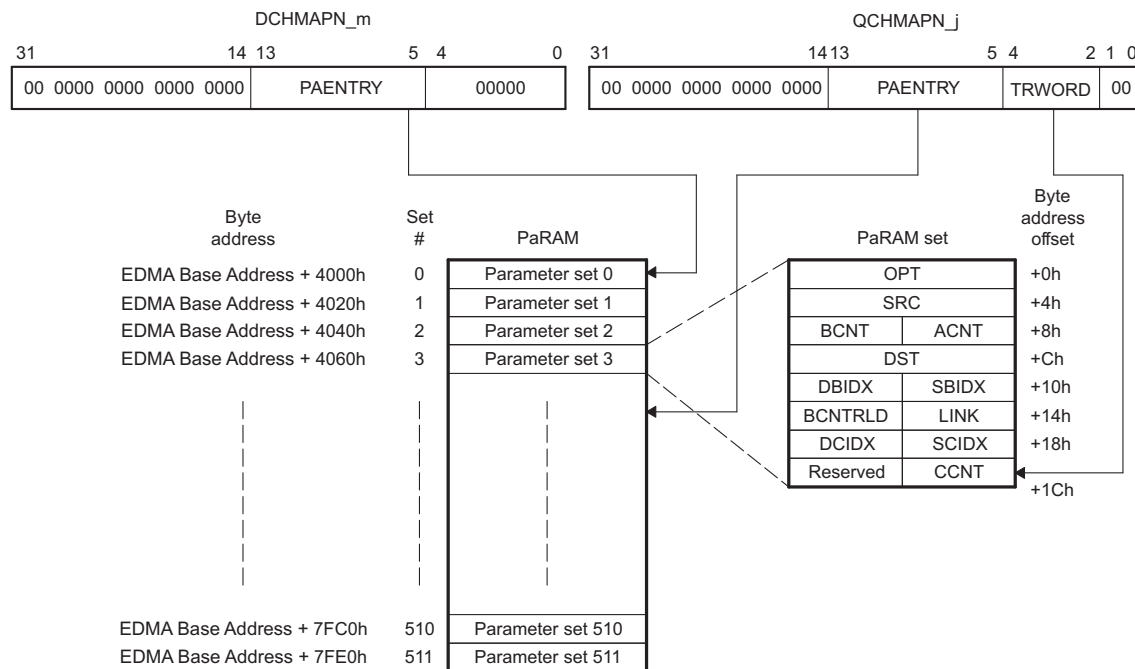 DCHMAPN_m QCHMAPN_j
31 14 13 5 4 0 31 14 13 5 4 2 1 0
00 0000 0000 0000 0000 PAENTRY 00000 00 0000 0000 0000 0000 PAENTRY TRWORD 00
Byte address Set # PaRAM PaRAM set Byte address offset
EDMA Base Address + 4000h 0 Parameter set 0 OPT +0h
EDMA Base Address + 4020h 1 Parameter set 1 SRC +4h
EDMA Base Address + 4040h 2 Parameter set 2 BCNT ACNT +8h
EDMA Base Address + 4060h 3 Parameter set 3 DST +Ch
DBIDX SBIDX +10h
BCNTRLD LINK +14h
DCIDX SCIDX +18h
Reserved CCNT +1Ch
EDMA Base Address + 7FC0h 510 Parameter set 510
EDMA Base Address + 7FE0h 511 Parameter set 511